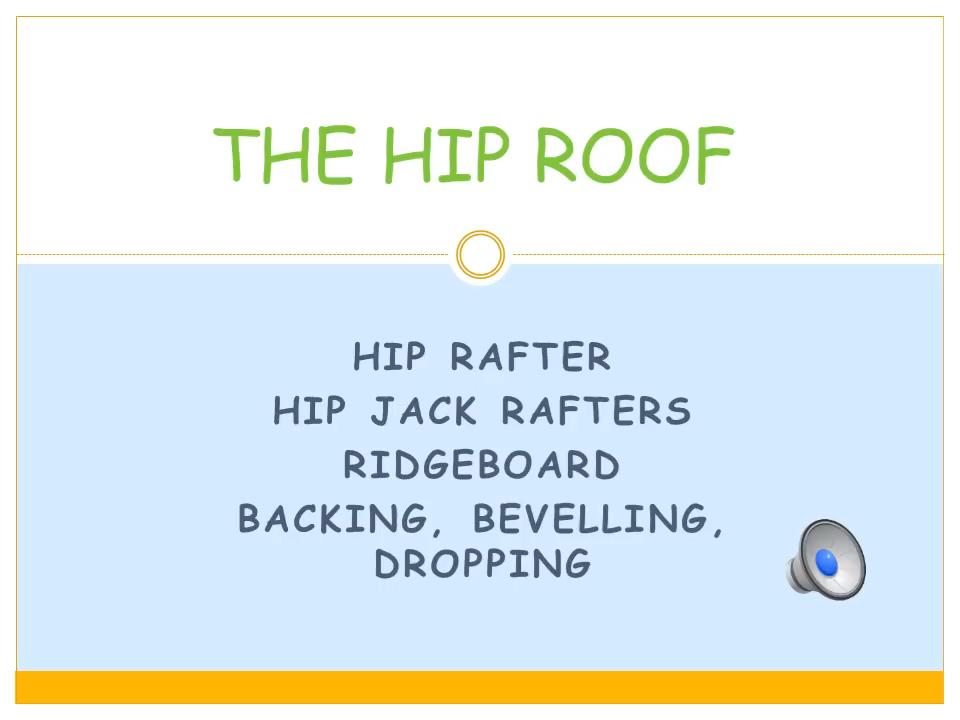 THE HIP ROOF
HIP RAFTER
HIP JACK RAFTERS
RIDGEBOARD
BACKING, BEVELLING,
DROPPING